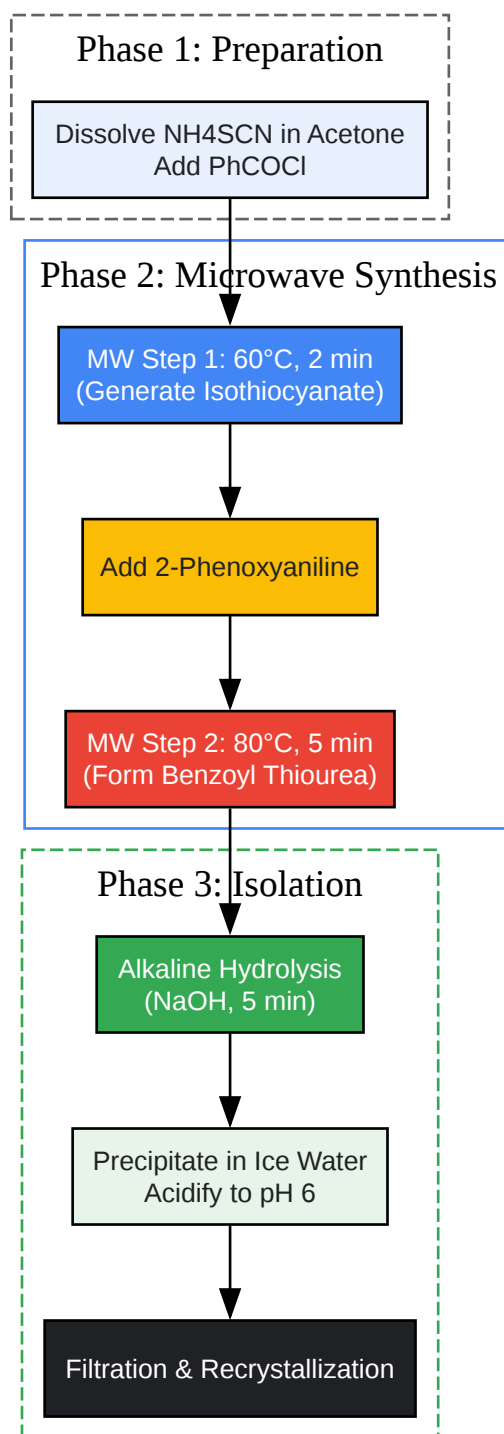 Phase 1: Preparation
Dissolve NH4SCN in Acetone
Add PhCOCl
Phase 2: Microwave Synthesis
MW Step 1: 60°C, 2 min
(Generate Isothiocyanate)
Add 2-Phenoxyaniline
MW Step 2: 80°C, 5 min
(Form Benzoyl Thiourea)
Phase 3: Isolation
Alkaline Hydrolysis
(NaOH, 5 min)
Precipitate in Ice Water
Acidify to pH 6
Filtration & Recrystallization